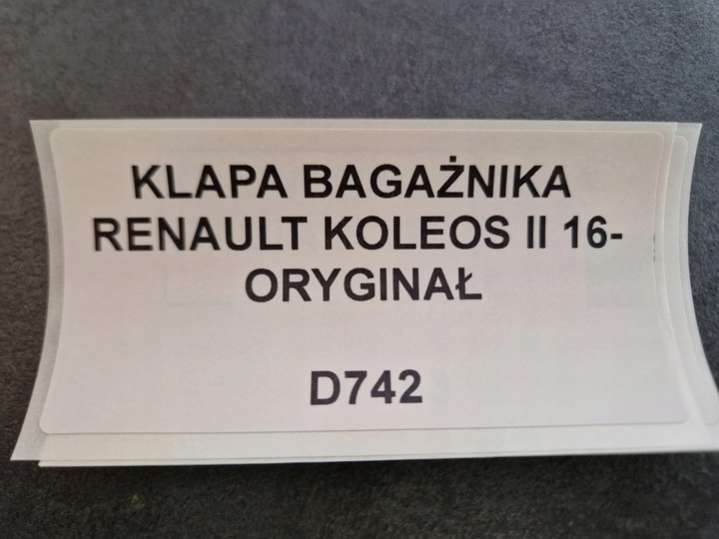 KLAPA BAGAŻNIKA
RENAULT KOLEOS II 16-
ORYGINAŁ
D742